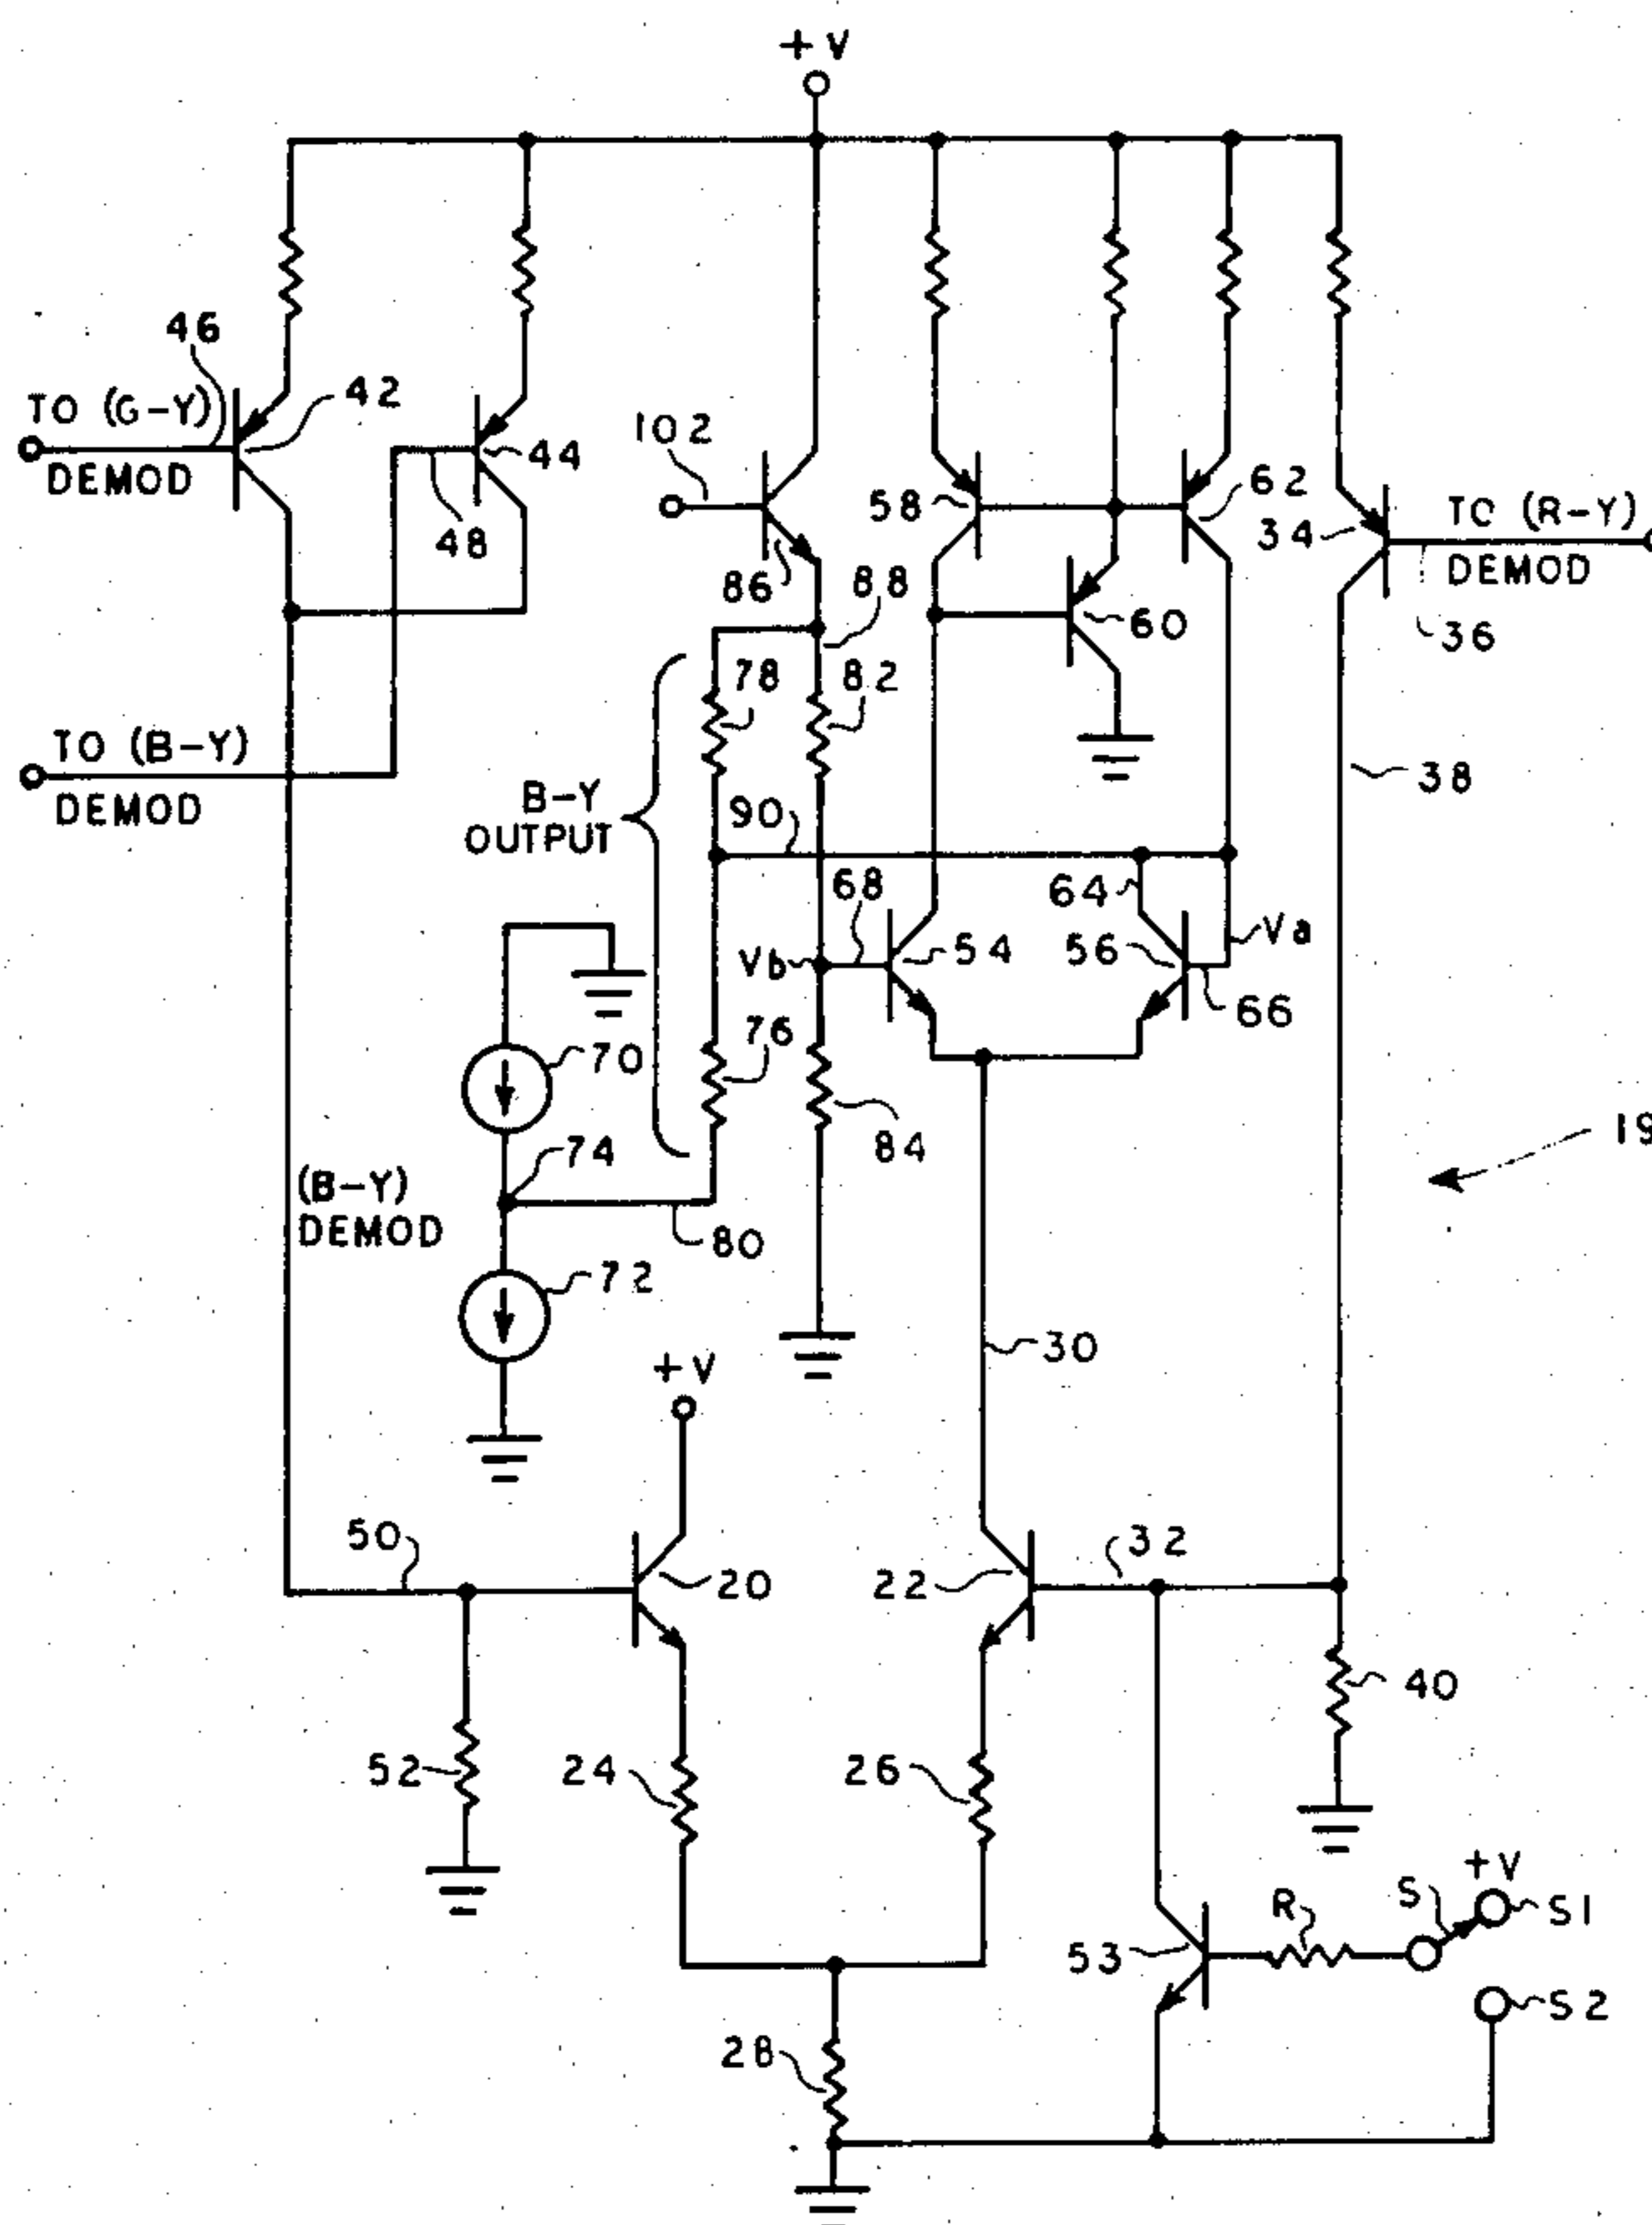 +V
46
TO (G-Y)
DEMOD
42
44
48
102
86
88
58
62
34
TO (R-Y)
DEMOD
36
60
TO (B-Y)
DEMOD
78
82
38
B-Y
OUTPUT
90
68
64
Va
Vb
54
56
66
70
76
84
19
74
(B-Y)
DEMOD
80
72
30
+V
50
20
22
32
40
52
24
26
+V
S
S1
R
53
S2
28